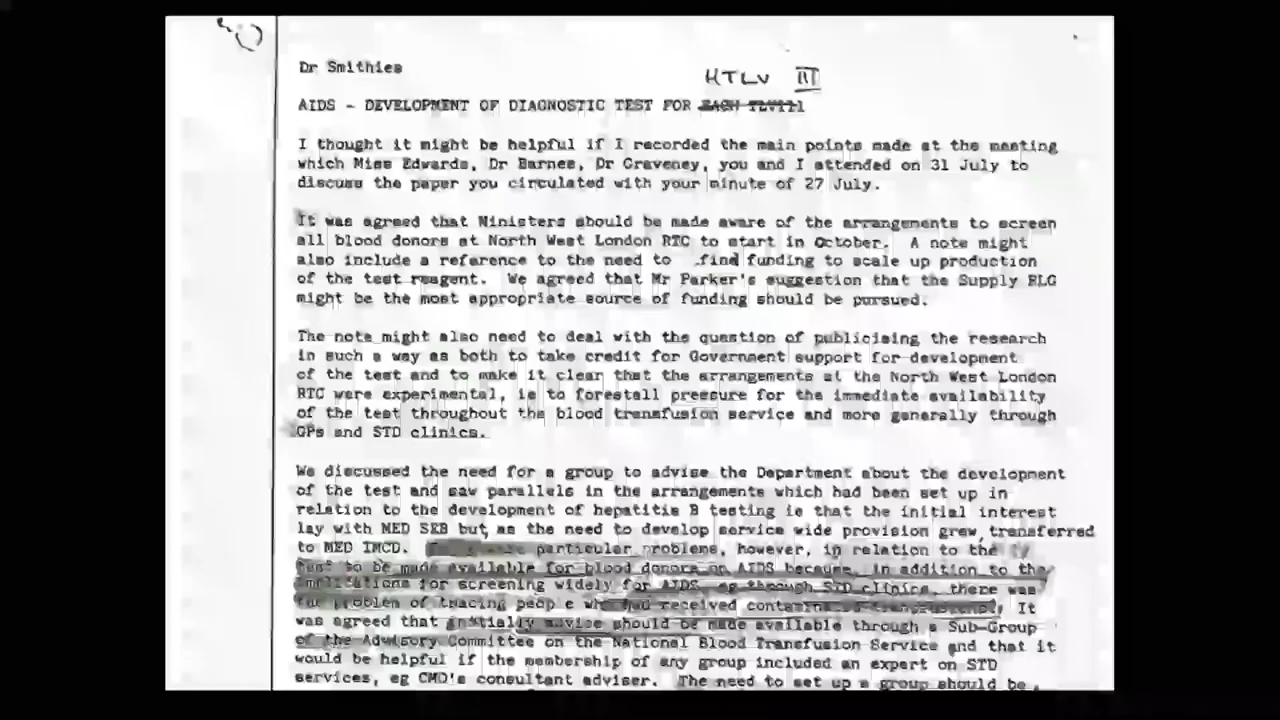 Dr Smithies
HTLV III
AIDS - DEVELOPMENT OF DIAGNOSTIC TEST FOR
I thought it might be helpful if I recorded the main points made at the meeting
which Miss Edwards, Dr Barnes, Dr Graveney, you and I attended on 31 July to
discuss the paper you circulated with your minute of 27 July.
It was agreed that Ministers should be made aware of the arrangements to screen
all blood donors at North West London RTC to start in October. A note might
also include a reference to the need to find funding to scale up production
of the test reagent. We agreed that Mr Parker's suggestion that the Supply RLG
might be the most appropriate source of funding should be pursued.
The note might also need to deal with the question of publicising the research
in such a way as both to take credit for Government support for development
of the test and to make it clear that the arrangements at the North West London
RTC were experimental, ie to forestall pressure for the immediate availability
of the test throughout the blood transfusion service and more generally through
GPs and STD clinics.
We discussed the need for a group to advise the Department about the development
of the test and saw parallels in the arrangements which had been set up in
relation to the development of hepatitis B testing ie that the initial interest
lay with MED SEB but, as the need to develop service wide provision grew, transferred
to MED IMCD. particular problems, however, in relation to the
test to be made available for blood donors on AIDS because, in addition to the
implications for screening widely for AIDS, eg through STD clinics, there was
the problem of tracing people who had received contaminated It
was agreed that initially advice should be made available through a Sub-Group
of the Advisory Committee on the National Blood Transfusion Service and that it
would be helpful if the membership of any group included an expert on STD
services, eg CMO's consultant adviser. The need to set up a group should be